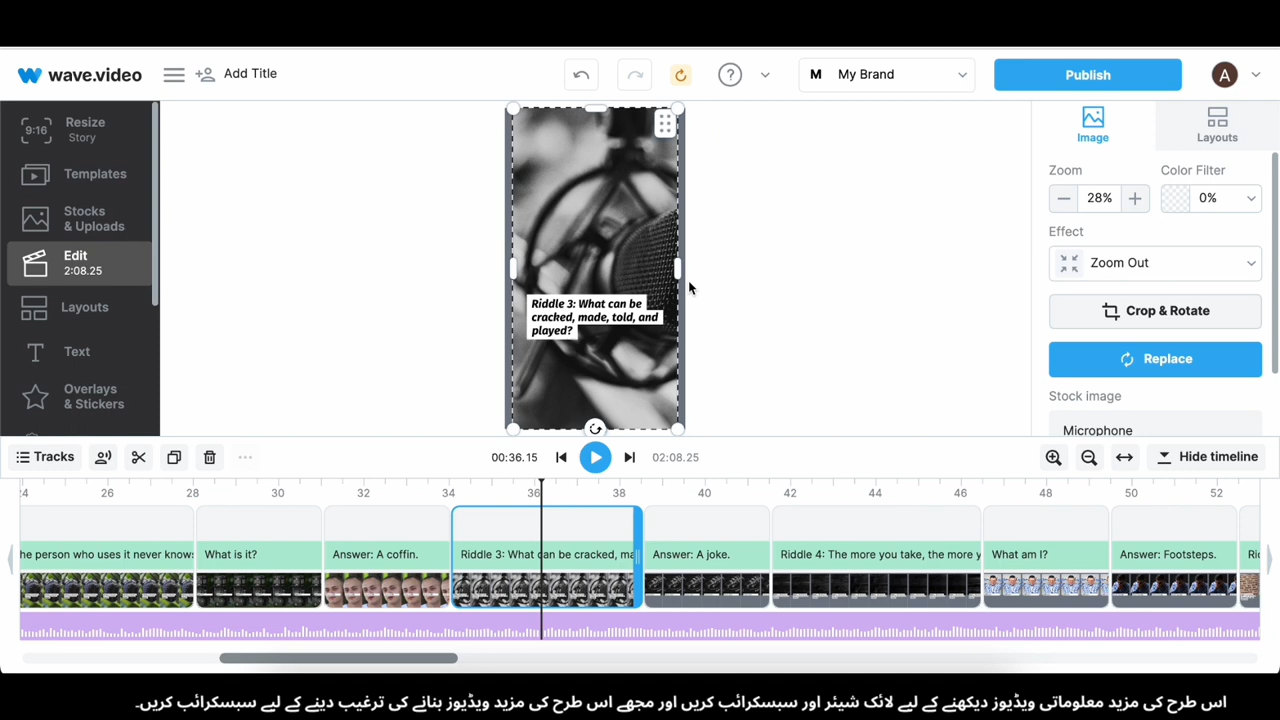 wave.video
Add Title
?
M My Brand
Publish
A
9:16
Resize
Story
Templates
Stocks
& Uploads
Edit
2:08.25
Layouts
Text
Overlays
& Stickers
Riddle 3: What can be
cracked, made, told, and
played?
Image
Layouts
Zoom
Color Filter
28%
0%
Effect
Zoom Out
Crop & Rotate
Replace
Stock image
Microphone
Tracks
00:36.15
02:08.25
Hide timeline
24 26 28 30 32 34 36 38 40 42 44 46 48 50 52
he person who uses it never know
What is it?
Answer: A coffin.
Riddle 3: What can be cracked, ma
Answer: A joke.
Riddle 4: The more you take, the more y
What am I?
Answer: Footsteps.
اس طرح کی مزید معلوماتی ویڈیوز دیکھنے کے لیے لائک شیئر اور سبسکرائب کریں اور مجھے اس طرح کی مزید ویڈیوز بنانے کی ترغیب دینے کے لیے سبسکرائب کریں۔